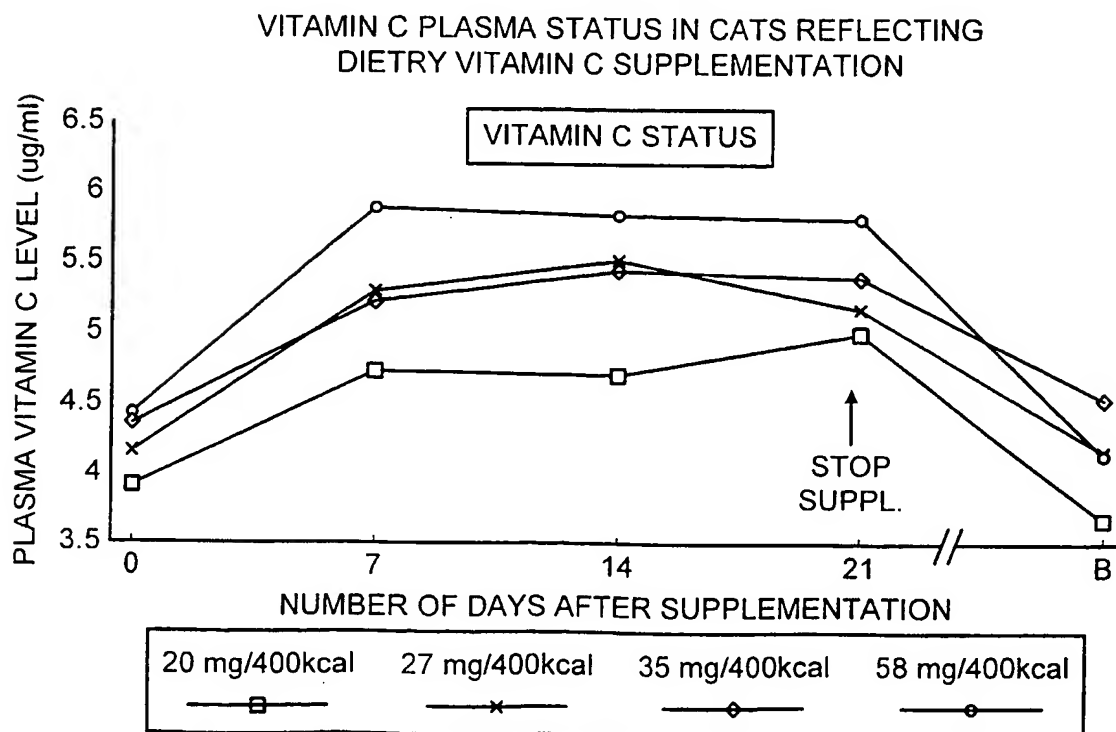 VITAMIN C PLASMA STATUS IN CATS REFLECTING
DIETRY VITAMIN C SUPPLEMENTATION
VITAMIN C STATUS
PLASMA VITAMIN C LEVEL (ug/ml)
6.5
6
5.5
5
4.5
4
3.5
STOP
SUPPL.
0 7 14 21 B
NUMBER OF DAYS AFTER SUPPLEMENTATION
20 mg/400kcal 27 mg/400kcal 35 mg/400kcal 58 mg/400kcal